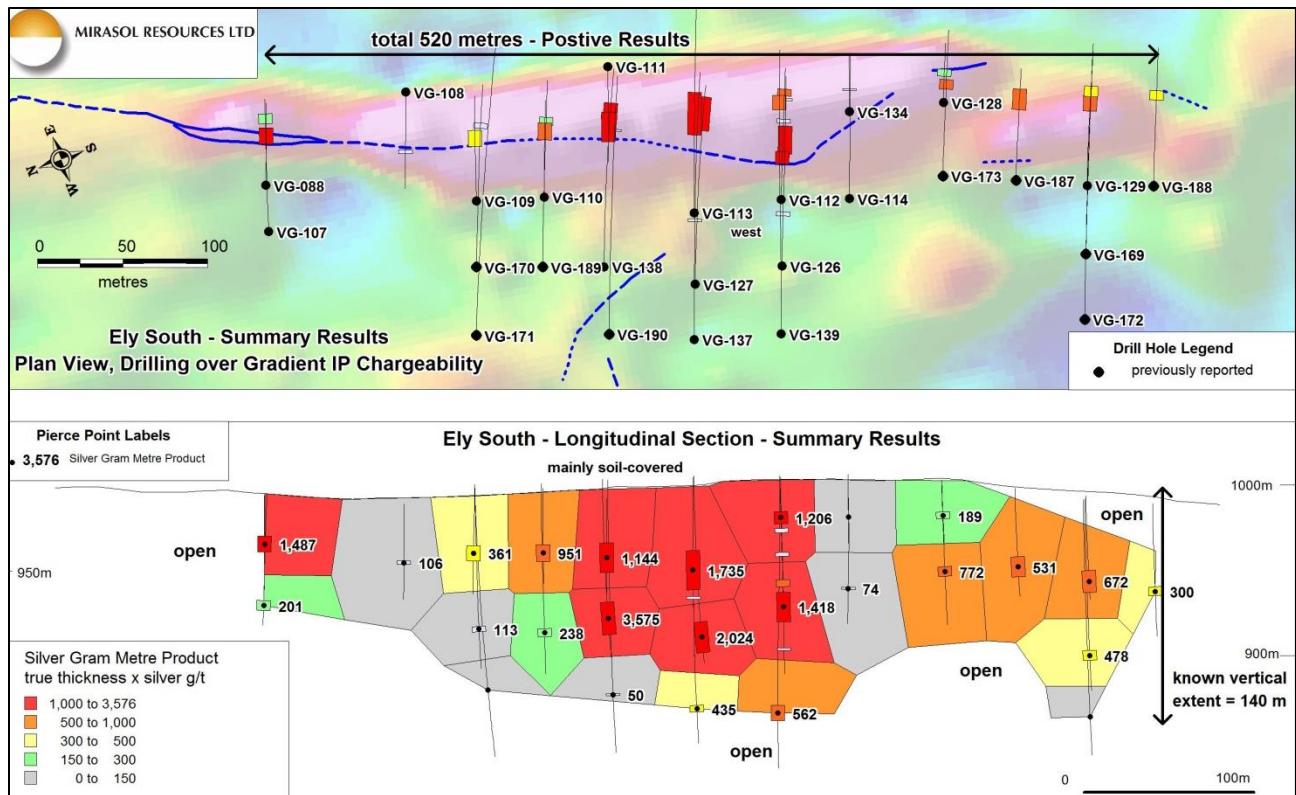 MIRASOL RESOURCES LTD
total 520 metres - Postive Results
VG-111
VG-108
VG-128
VG-134
E
N
S
W
VG-088
VG-173
VG-187
VG-129
VG-188
VG-109
VG-110
VG-112
VG-114
VG-107
VG-113
west
0 50 100
metres
VG-170
VG-189
VG-138
VG-126
VG-169
VG-127
VG-171
VG-190
VG-137
VG-139
VG-172
Ely South - Summary Results
Plan View, Drilling over Gradient IP Chargeability
Drill Hole Legend
previously reported
Pierce Point Labels
3,576 Silver Gram Metre Product
Ely South - Longitudinal Section - Summary Results
mainly soil-covered
1000m
open
1,487
106
361
951
1,144
1,735
1,206
189
open
950m
201
113
238
3,575
2,024
1,418
74
772
531
672
300
478
900m
50
435
562
open
open
known vertical
extent = 140 m
Silver Gram Metre Product
true thickness x silver g/t
1,000 to 3,576
500 to 1,000
300 to 500
150 to 300
0 to 150
0 100m